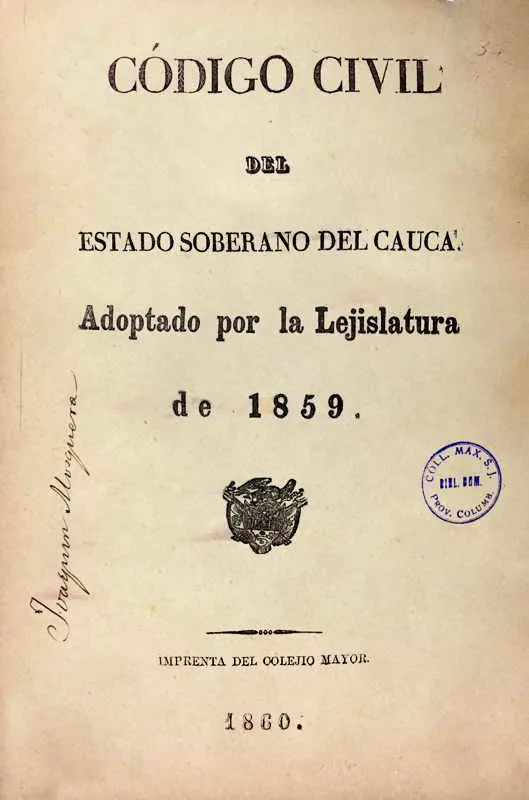 CÓDIGO CIVIL
DEL
ESTADO SOBERANO DEL CAUCA.
Adoptado por la Lejislatura
de 1859.
Joaquin Mosquera
COLL. MAX. S. J.
BIBL. DOM.
PROV. COLUMB.
IMPRENTA DEL COLEJIO MAYOR.
1860.